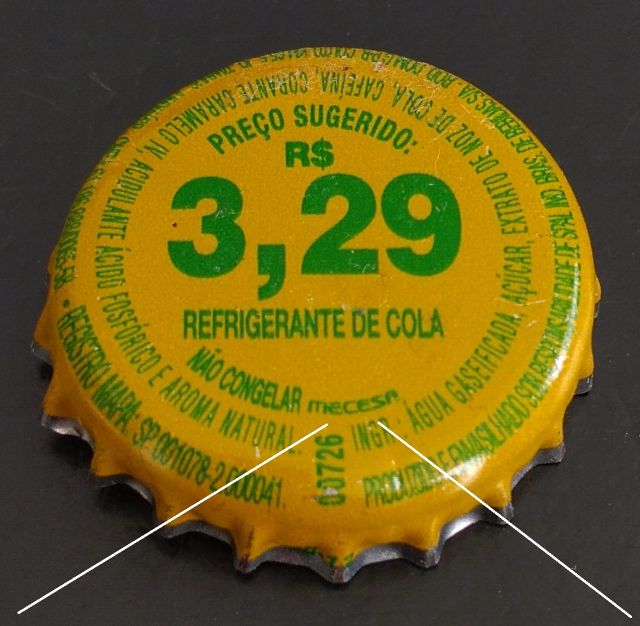 PREÇO SUGERIDO:
R$
3,29
REFRIGERANTE DE COLA
NÃO CONGELAR mecesa
INGR.: ÁGUA GASEIFICADA, AÇÚCAR, EXTRATO DE NOZ DE COLA, CAFEÍNA, CORANTE CARAMELO IV, ACIDULANTE ÁCIDO FOSFÓRICO E AROMA NATURAL.
00726
REGISTRO MAPA: SP 001078-2.000041.